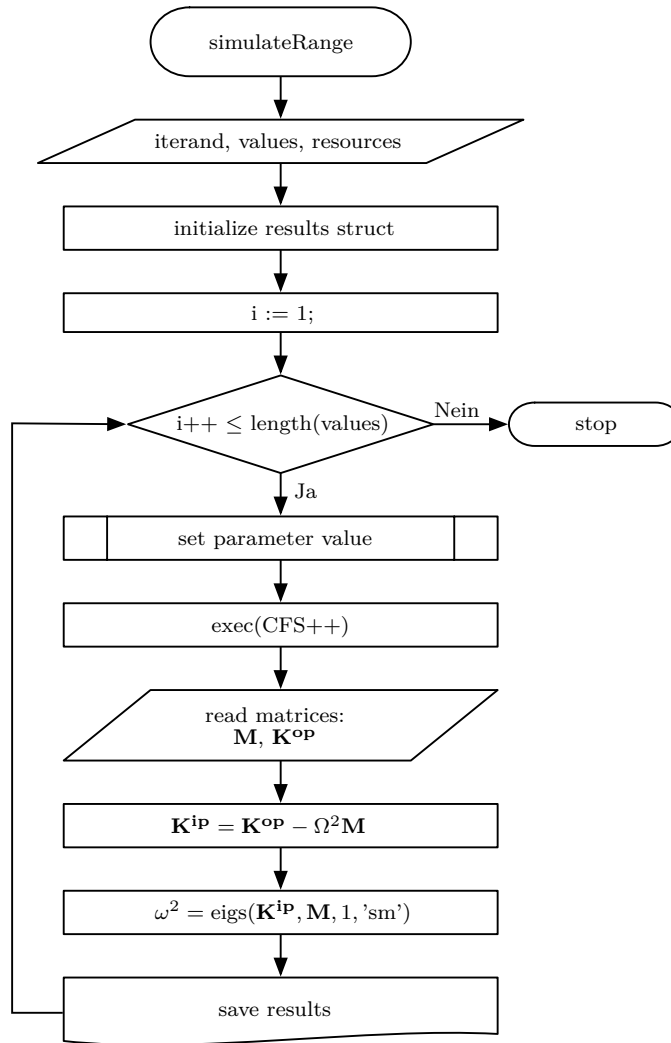 simulateRange
iterand, values, resources
initialize results struct
i := 1;
i++ ≤ length(values)
Nein
stop
Ja
set parameter value
exec(CFS++)
read matrices:
M, K^op
K^ip = K^op − Ω²M
ω² = eigs(K^ip, M, 1, ’sm’)
save results